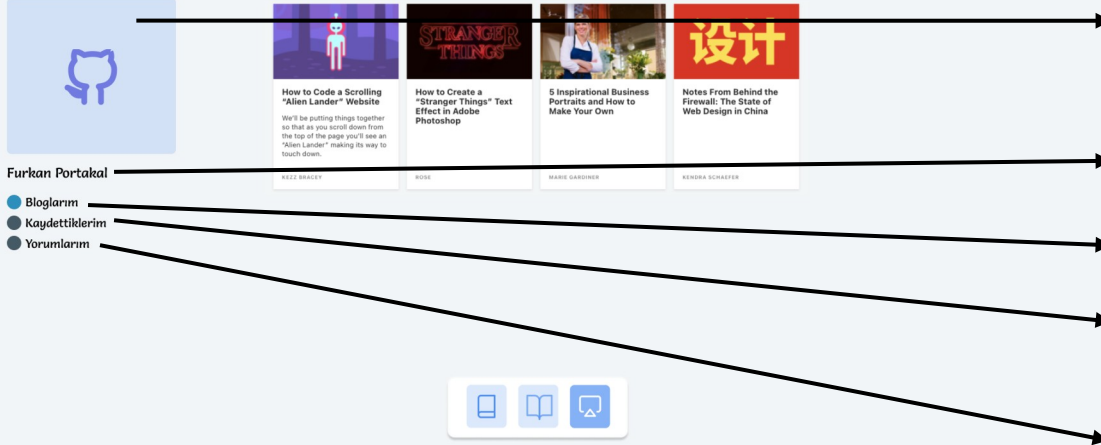 STRANGER
THINGS
设计
How to Code a Scrolling
“Alien Lander” Website
We'll be putting things together
so that as you scroll down from
the top of the page you'll see an
“Alien Lander” making its way to
touch down.
KEZZ BRAGEY
How to Create a
“Stranger Things” Text
Effect in Adobe
Photoshop
ROSE
5 Inspirational Business
Portraits and How to
Make Your Own
MARIE GARDINER
Notes From Behind the
Firewall: The State of
Web Design in China
KENDRA SCHAEFER
Furkan Portakal
Bloglarım
Kaydettiklerim
Yorumlarım